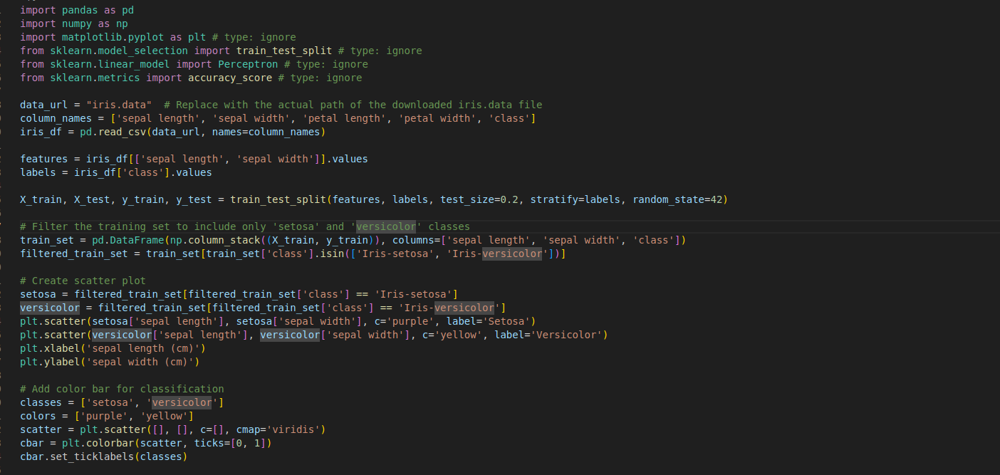 import pandas as pd
import numpy as np
import matplotlib.pyplot as plt # type: ignore
from sklearn.model_selection import train_test_split # type: ignore
from sklearn.linear_model import Perceptron # type: ignore
from sklearn.metrics import accuracy_score # type: ignore

data_url = "iris.data"  # Replace with the actual path of the downloaded iris.data file
column_names = ['sepal length', 'sepal width', 'petal length', 'petal width', 'class']
iris_df = pd.read_csv(data_url, names=column_names)

features = iris_df[['sepal length', 'sepal width']].values
labels = iris_df['class'].values

X_train, X_test, y_train, y_test = train_test_split(features, labels, test_size=0.2, stratify=labels, random_state=42)

# Filter the training set to include only 'setosa' and 'versicolor' classes
train_set = pd.DataFrame(np.column_stack((X_train, y_train)), columns=['sepal length', 'sepal width', 'class'])
filtered_train_set = train_set[train_set['class'].isin(['Iris-setosa', 'Iris-versicolor'])]

# Create scatter plot
setosa = filtered_train_set[filtered_train_set['class'] == 'Iris-setosa']
versicolor = filtered_train_set[filtered_train_set['class'] == 'Iris-versicolor']
plt.scatter(setosa['sepal length'], setosa['sepal width'], c='purple', label='Setosa')
plt.scatter(versicolor['sepal length'], versicolor['sepal width'], c='yellow', label='Versicolor')
plt.xlabel('sepal length (cm)')
plt.ylabel('sepal width (cm)')

# Add color bar for classification
classes = ['setosa', 'versicolor']
colors = ['purple', 'yellow']
scatter = plt.scatter([], [], c=[], cmap='viridis')
cbar = plt.colorbar(scatter, ticks=[0, 1])
cbar.set_ticklabels(classes)